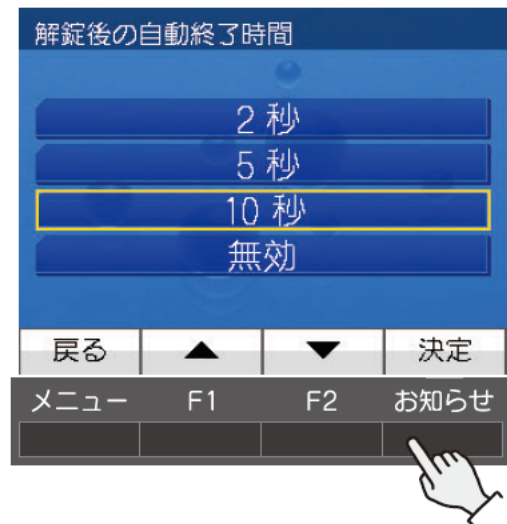 解錠後の自動終了時間
2 秒
5 秒
10 秒
無効
戻る ▲ ▼ 決定
メニュー F1 F2 お知らせ